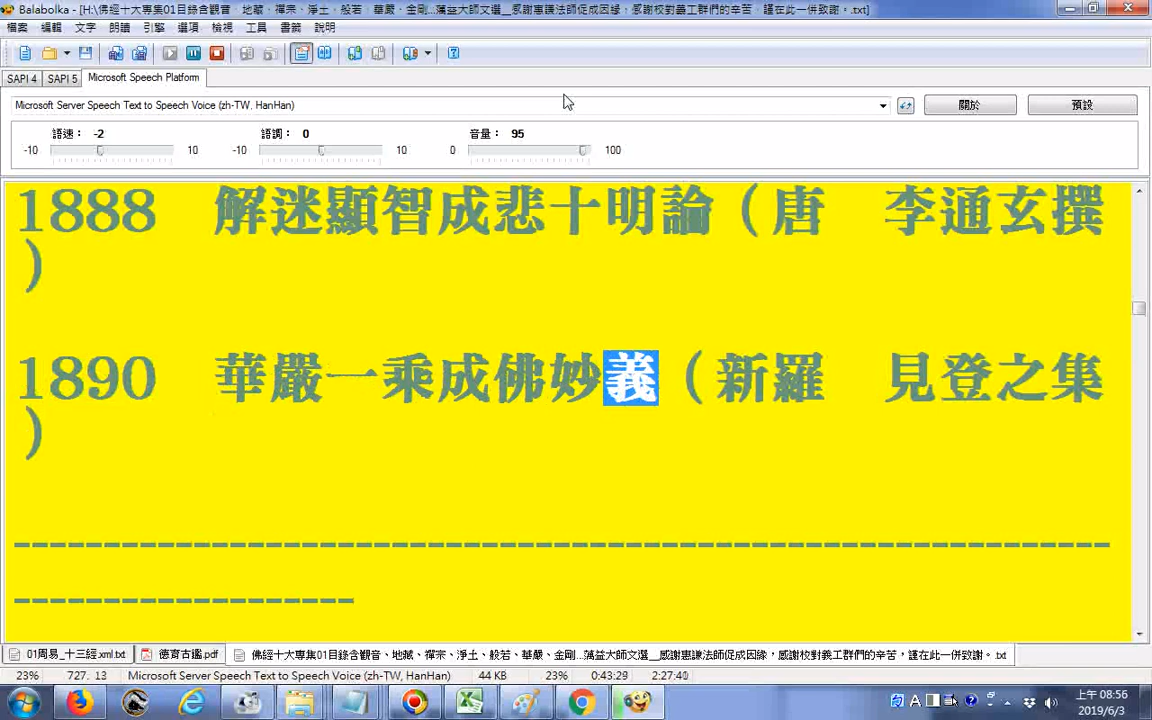 Balabolka - [H:\佛經十大專集01目錄含觀音、地藏、禪宗、淨土、般若、華嚴、金剛...蕅益大師文選__感謝惠謙法師促成因緣，感謝校對義工群們的辛苦，謹在此一併致謝。.txt]
檔案 編輯 文字 朗讀 引擎 選項 檢視 工具 書籤 說明
SAPI 4 SAPI 5 Microsoft Speech Platform
Microsoft Server Speech Text to Speech Voice (zh-TW, HanHan) 關於 預設
語速： -2 語調： 0 音量： 95
-10 10 -10 10 0 100
1888 解迷顯智成悲十明論（唐 李通玄撰
）
1890 華嚴一乘成佛妙義（新羅 見登之集
）
------------------------------------------------------------
-------------------
01周易_十三經.xml.txt 德育古鑑.pdf 佛經十大專集01目錄含觀音、地藏、禪宗、淨土、般若、華嚴、金剛...蕅益大師文選__感謝惠謙法師促成因緣，感謝校對義工群們的辛苦，謹在此一併致謝。.txt
23% 727: 13 Microsoft Server Speech Text to Speech Voice (zh-TW, HanHan) 44 KB 23% 0:43:29 2:27:40
上午 08:56
2019/6/3